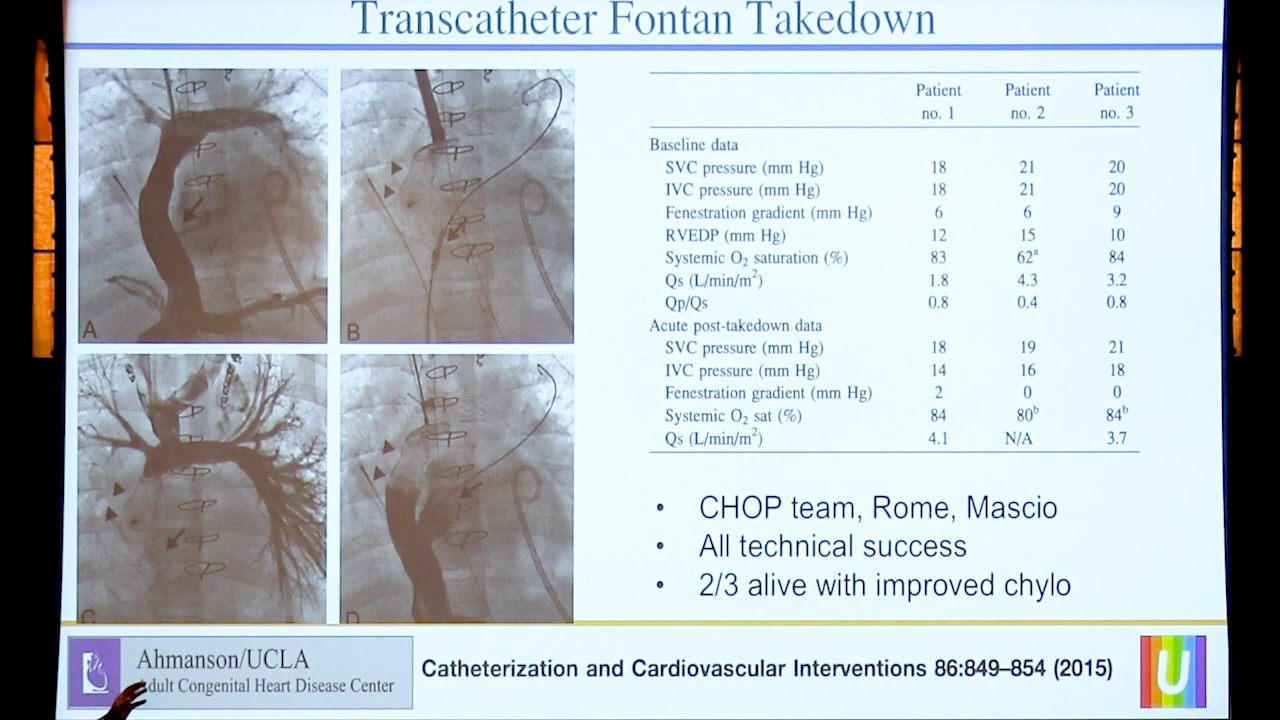 Transcatheter Fontan Takedown
A
B
C
D
Patient Patient Patient
no. 1 no. 2 no. 3
Baseline data
SVC pressure (mm Hg) 18 21 20
IVC pressure (mm Hg) 18 21 20
Fenestration gradient (mm Hg) 6 6 9
RVEDP (mm Hg) 12 15 10
Systemic O₂ saturation (%) 83 62ᵃ 84
Qs (L/min/m²) 1.8 4.3 3.2
Qp/Qs 0.8 0.4 0.8
Acute post-takedown data
SVC pressure (mm Hg) 18 19 21
IVC pressure (mm Hg) 14 16 18
Fenestration gradient (mm Hg) 2 0 0
Systemic O₂ sat (%) 84 80ᵇ 84ᵇ
Qs (L/min/m²) 4.1 N/A 3.7
• CHOP team, Rome, Mascio
• All technical success
• 2/3 alive with improved chylo
Ahmanson/UCLA
Adult Congenital Heart Disease Center
Catheterization and Cardiovascular Interventions 86:849–854 (2015)
U